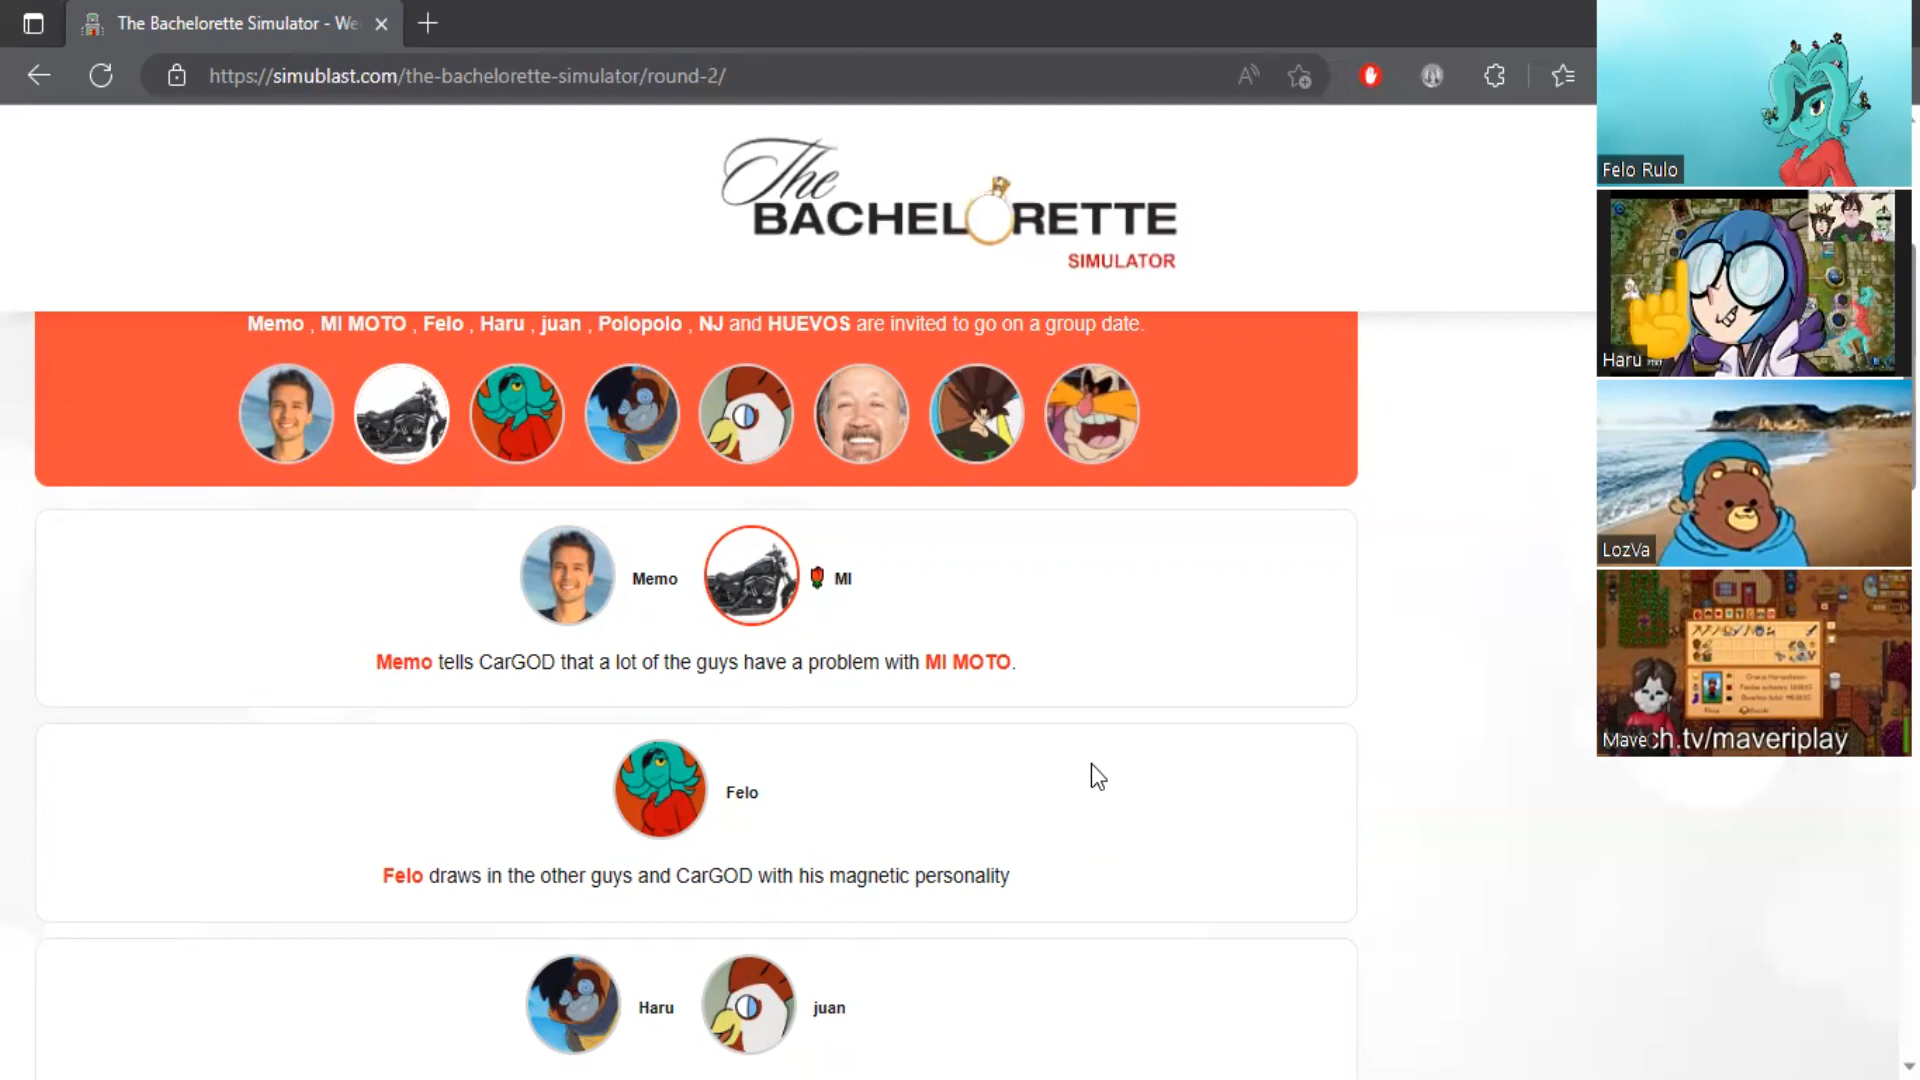 The Bachelorette Simulator - We
https://simublast.com/the-bachelorette-simulator/round-2/
The
BACHELORETTE
SIMULATOR
Memo , MI MOTO , Felo , Haru , juan , Polopolo , NJ and HUEVOS are invited to go on a group date.
Memo
MI
Memo tells CarGOD that a lot of the guys have a problem with MI MOTO.
Felo
Felo draws in the other guys and CarGOD with his magnetic personality
Haru
juan
Felo Rulo
Haru
LozVa
Mave
ch.tv/maveriplay